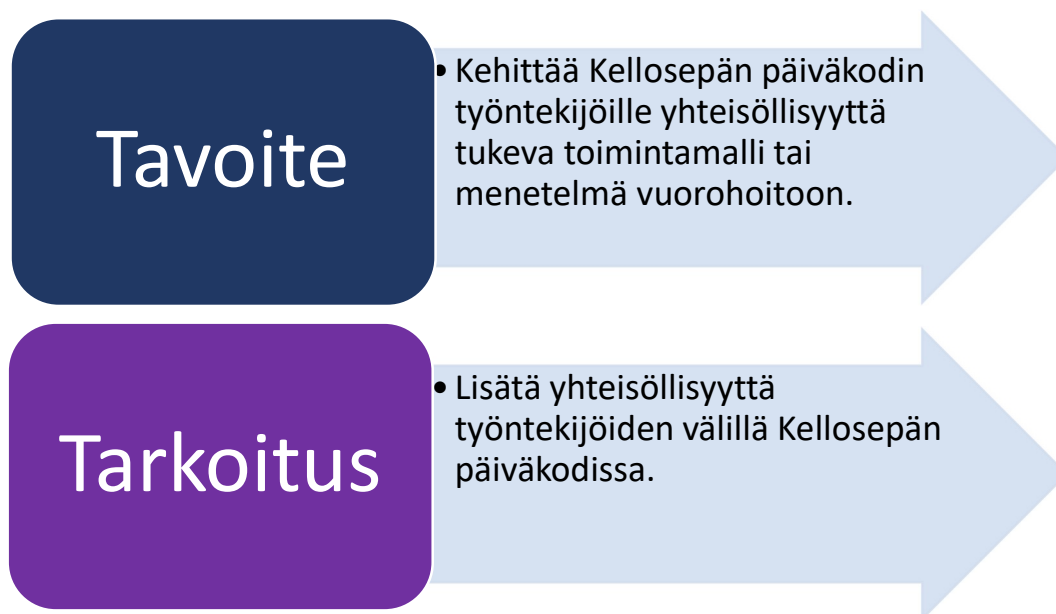 Tavoite
• Kehittää Kellosepän päiväkodin
työntekijöille yhteisöllisyyttä
tukeva toimintamalli tai
menetelmä vuorohoitoon.
Tarkoitus
• Lisätä yhteisöllisyyttä
työntekijöiden välillä Kellosepän
päiväkodissa.